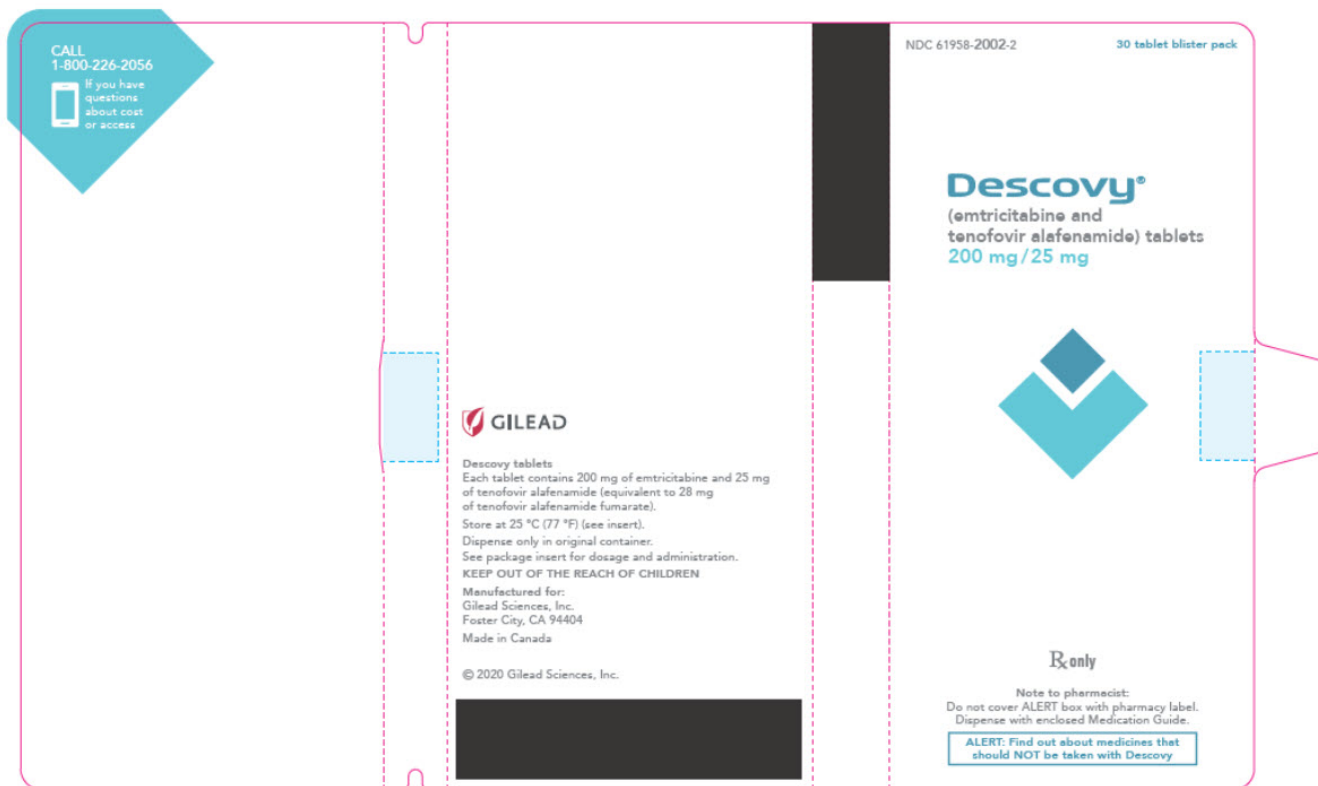 CALL
1-800-226-2056
If you have
questions
about cost
or access
GILEAD
Descovy tablets
Each tablet contains 200 mg of emtricitabine and 25 mg
of tenofovir alafenamide (equivalent to 28 mg
of tenofovir alafenamide fumarate).
Store at 25 °C (77 °F) (see insert).
Dispense only in original container.
See package insert for dosage and administration.
KEEP OUT OF THE REACH OF CHILDREN
Manufactured for:
Gilead Sciences, Inc.
Foster City, CA 94404
Made in Canada
© 2020 Gilead Sciences, Inc.
NDC 61958-2002-2 30 tablet blister pack
Descovy®
(emtricitabine and
tenofovir alafenamide) tablets
200 mg/25 mg
Rx only
Note to pharmacist:
Do not cover ALERT box with pharmacy label.
Dispense with enclosed Medication Guide.
ALERT: Find out about medicines that
should NOT be taken with Descovy